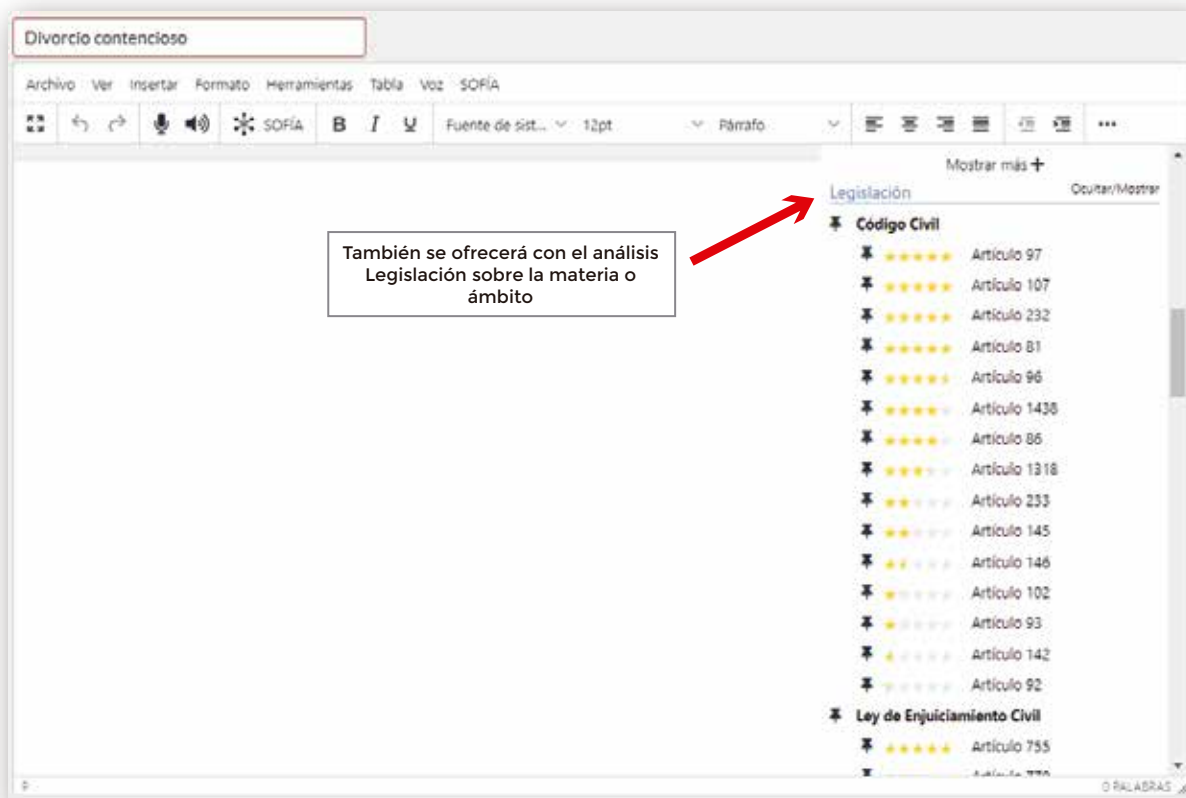 Divorcio contencioso
Archivo Ver Insertar Formato Herramientas Tabla Voz SOFÍA
SOFÍA B I U Fuente de sist... 12pt Párrafo ...
Mostrar más +
Legislación Ocultar/Mostrar
También se ofrecerá con el análisis
Legislación sobre la materia o
ámbito
Código Civil
Artículo 97
Artículo 107
Artículo 232
Artículo 81
Artículo 96
Artículo 1438
Artículo 86
Artículo 1318
Artículo 233
Artículo 145
Artículo 146
Artículo 102
Artículo 93
Artículo 142
Artículo 92
Ley de Enjuiciamiento Civil
Artículo 755
Artículo
0 PALABRAS